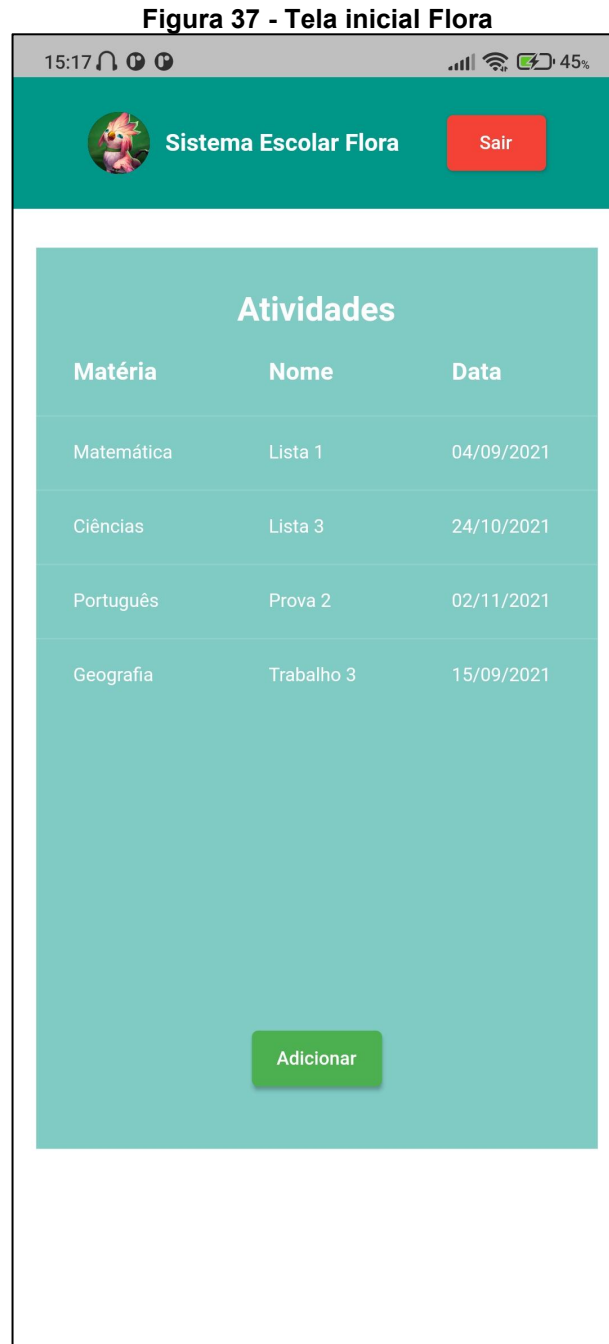 Figura 37 - Tela inicial Flora
15:17 45%
Sistema Escolar Flora Sair
Atividades
Matéria Nome Data
Matemática Lista 1 04/09/2021
Ciências Lista 3 24/10/2021
Português Prova 2 02/11/2021
Geografia Trabalho 3 15/09/2021
Adicionar